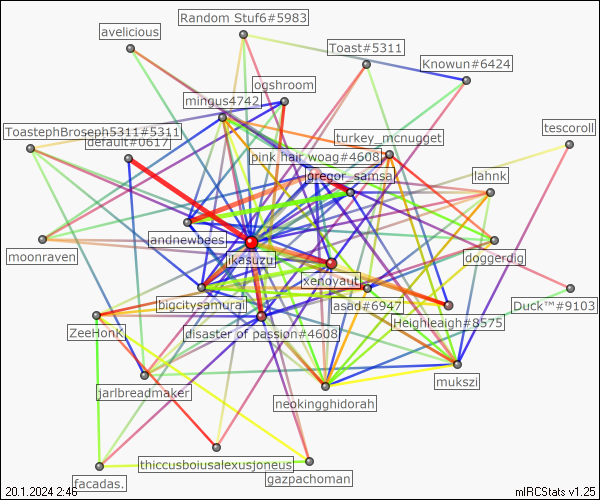 Random Stuf6#5983
avelicious
Toast#5311
Knowun#6424
ogshroom
mingus4742
ToastephBroseph5311#5311
default#0617
turkey_mcnugget
tescoroll
pink hair woag#4608
gregor_samsa
lahnk
andnewbees
moonraven
ikasuzu
doggerdig
xenoyaut
bigcitysamurai
asad#6947
Duck™#9103
Heighleaigh#8575
ZeeHonK
disaster of passion#4608
mukszi
jarlbreadmaker
neokingghidorah
thiccusboiusalexusjoneus
facadas.
gazpachoman
20.1.2024 2:46
mIRCStats v1.25